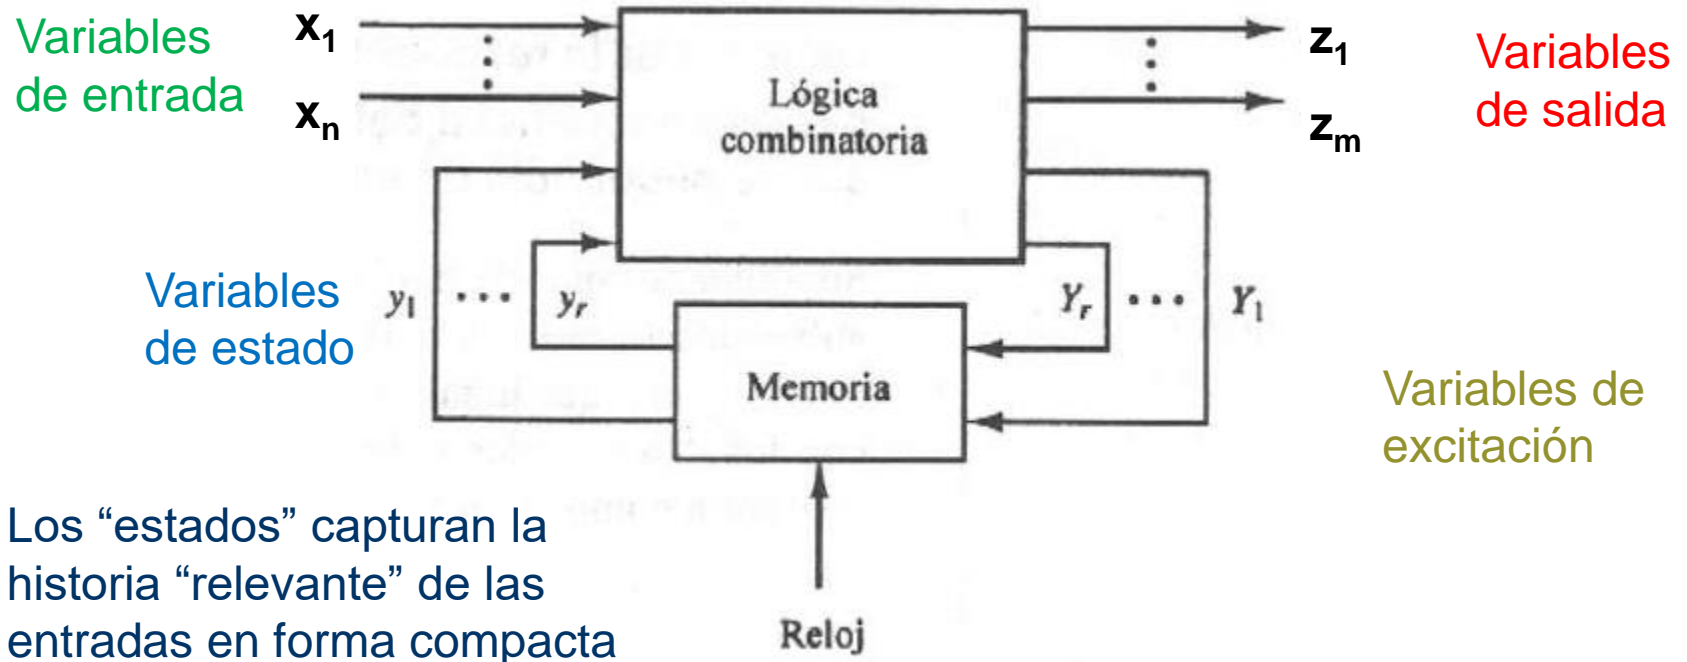 Variables
de entrada
x₁
xₙ
Lógica
combinatoria
z₁
zₘ
Variables
de salida
Variables
de estado
y₁ ··· yᵣ
Yᵣ ··· Y₁
Memoria
Variables de
excitación
Los “estados” capturan la
historia “relevante” de las
entradas en forma compacta
Reloj